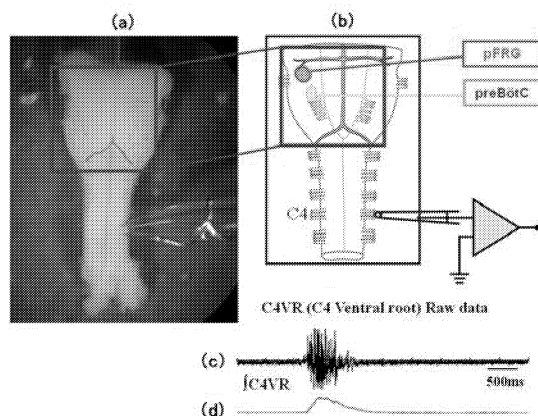 (a)
(b)
pFRG
preBötC
C4
C4VR (C4 Ventral root) Raw data
(c)
∫C4VR
500ms
(d)